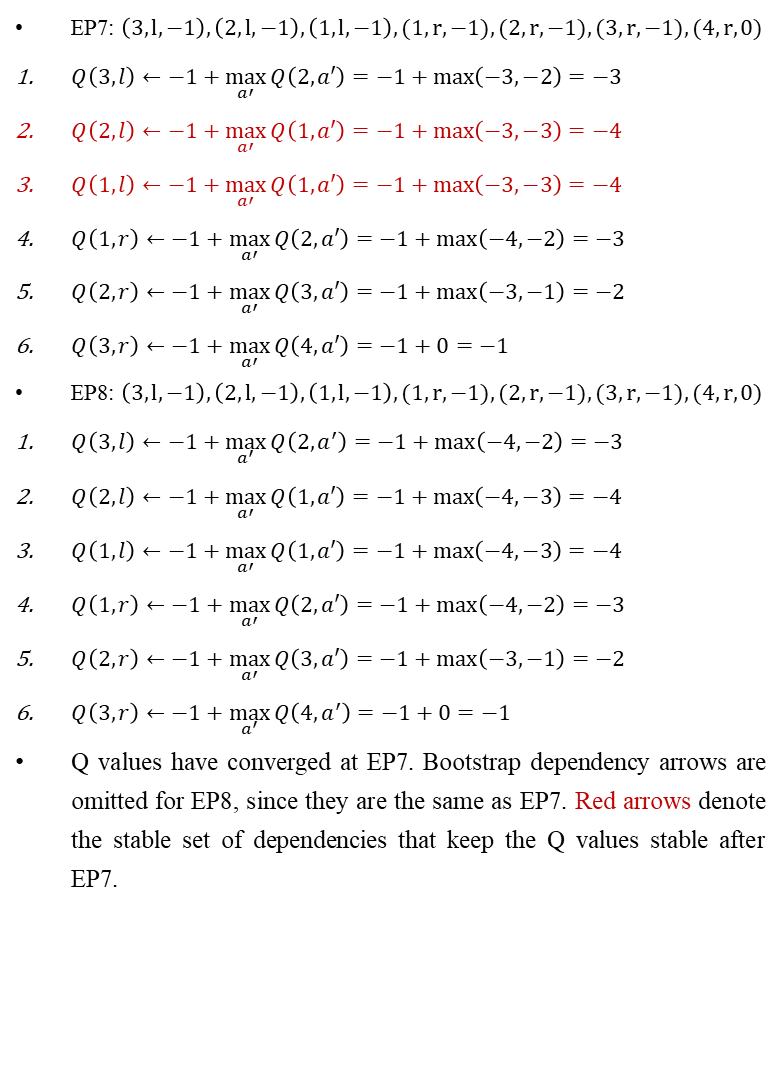 • EP7: (3,l,−1),(2,l,−1),(1,l,−1),(1,r,−1),(2,r,−1),(3,r,−1),(4,r,0)
1. Q(3,l) ← −1 + max_{a′} Q(2,a′) = −1 + max(−3,−2) = −3
2. Q(2,l) ← −1 + max_{a′} Q(1,a′) = −1 + max(−3,−3) = −4
3. Q(1,l) ← −1 + max_{a′} Q(1,a′) = −1 + max(−3,−3) = −4
4. Q(1,r) ← −1 + max_{a′} Q(2,a′) = −1 + max(−4,−2) = −3
5. Q(2,r) ← −1 + max_{a′} Q(3,a′) = −1 + max(−3,−1) = −2
6. Q(3,r) ← −1 + max_{a′} Q(4,a′) = −1 + 0 = −1
• EP8: (3,l,−1),(2,l,−1),(1,l,−1),(1,r,−1),(2,r,−1),(3,r,−1),(4,r,0)
1. Q(3,l) ← −1 + max_{a′} Q(2,a′) = −1 + max(−4,−2) = −3
2. Q(2,l) ← −1 + max_{a′} Q(1,a′) = −1 + max(−4,−3) = −4
3. Q(1,l) ← −1 + max_{a′} Q(1,a′) = −1 + max(−4,−3) = −4
4. Q(1,r) ← −1 + max_{a′} Q(2,a′) = −1 + max(−4,−2) = −3
5. Q(2,r) ← −1 + max_{a′} Q(3,a′) = −1 + max(−3,−1) = −2
6. Q(3,r) ← −1 + max_{a′} Q(4,a′) = −1 + 0 = −1
• Q values have converged at EP7. Bootstrap dependency arrows are
omitted for EP8, since they are the same as EP7. Red arrows denote
the stable set of dependencies that keep the Q values stable after
EP7.